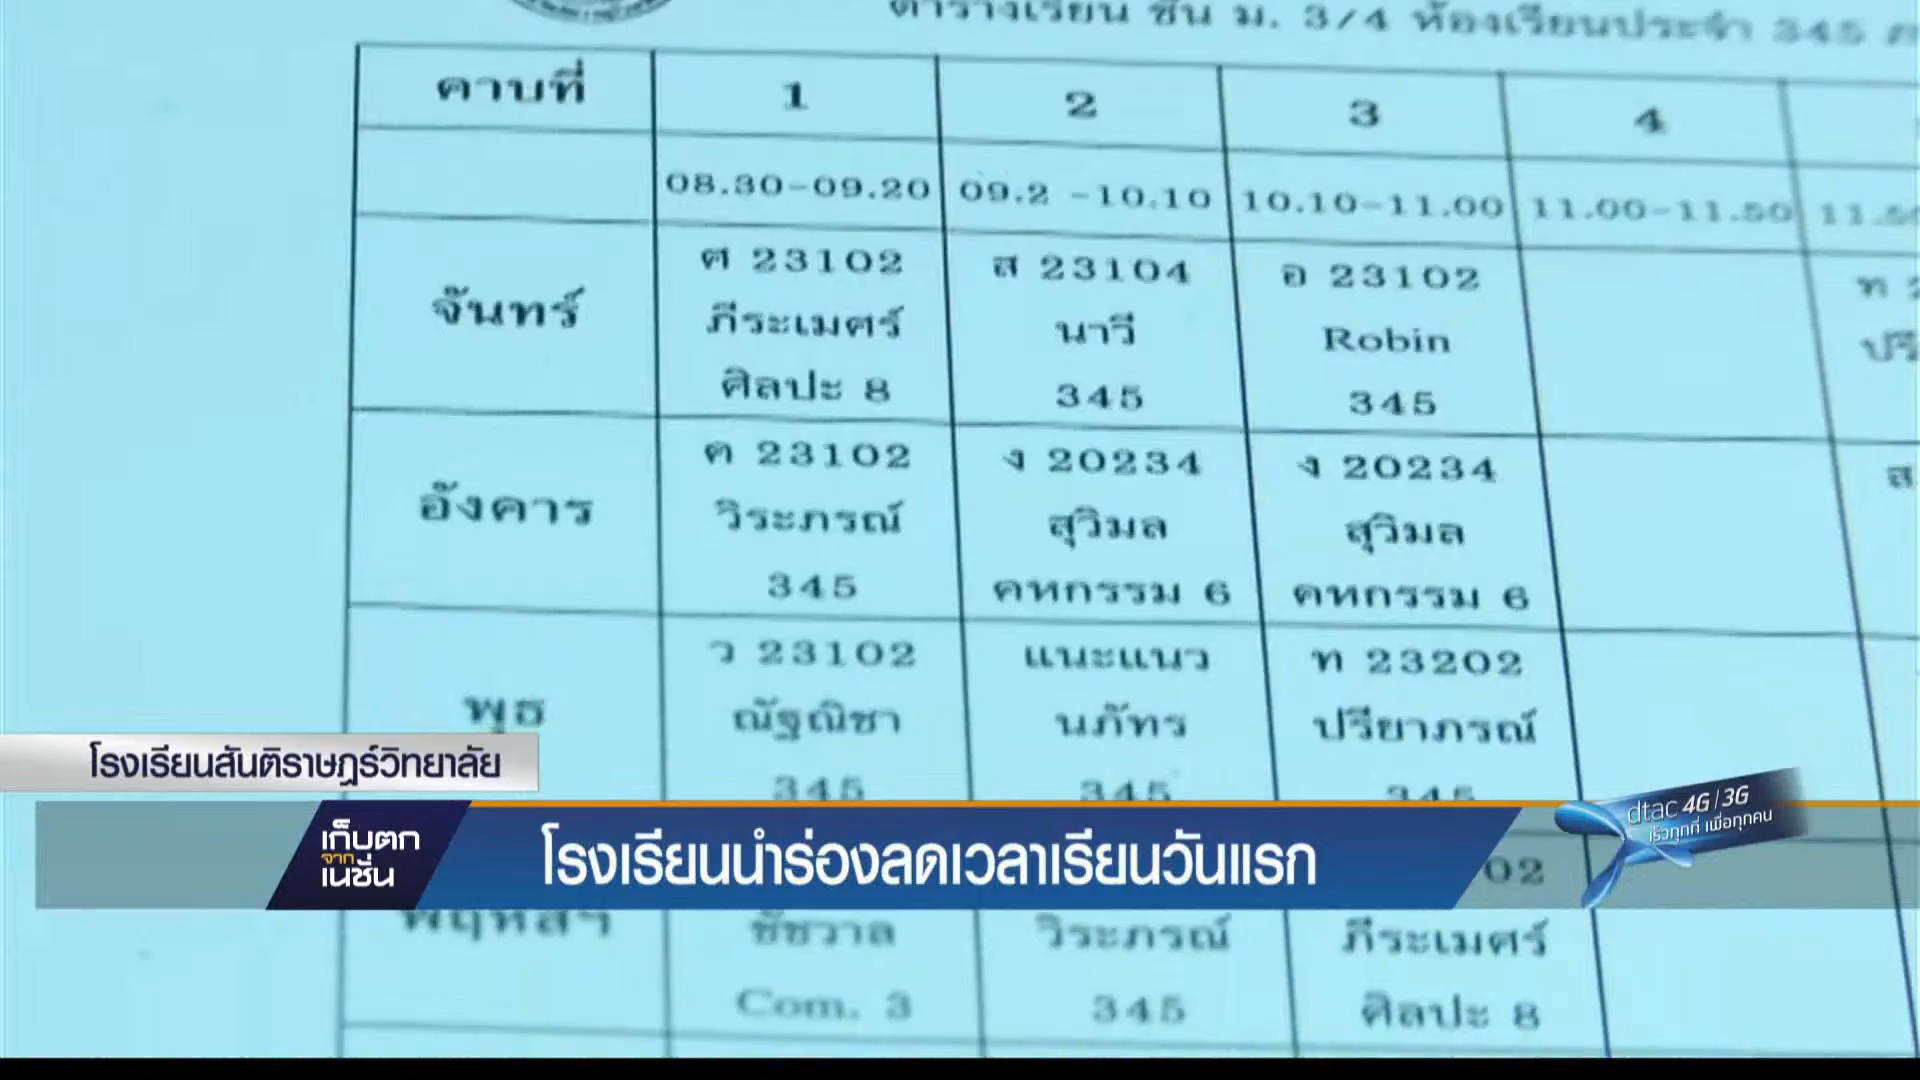 ตารางเรียน ชั้น ม. 3/4 ห้องเรียนประจำ 345
คาบที่ 1 2 3 4
08.30-09.20 09.2 -10.10 10.10-11.00 11.00-11.50 11.50
จันทร์
ศ 23102 ส 23104 อ 23102 ท
ภีระเมศร์ นาวี Robin
ศิลปะ 8 345 345
อังคาร
ค 23102 ง 20234 ง 20234 ส
วิระภรณ์ สุวิมล สุวิมล
345 คหกรรม 6 คหกรรม 6
พุธ
ว 23102 แนะแนว ท 23202
ณัฐณิชา นภัทร ปรียาภรณ์
345 345 345
โรงเรียนสันติราษฎร์วิทยาลัย
เก็บตก
จาก
เนชั่น
โรงเรียนนำร่องลดเวลาเรียนวันแรก
dtac 4G/3G
เร็วทุกที่ เพื่อทุกคน
02
พฤหัสฯ
ชัชวาล วิระภรณ์ ภีระเมศร์
Com. 3 345 ศิลปะ 8